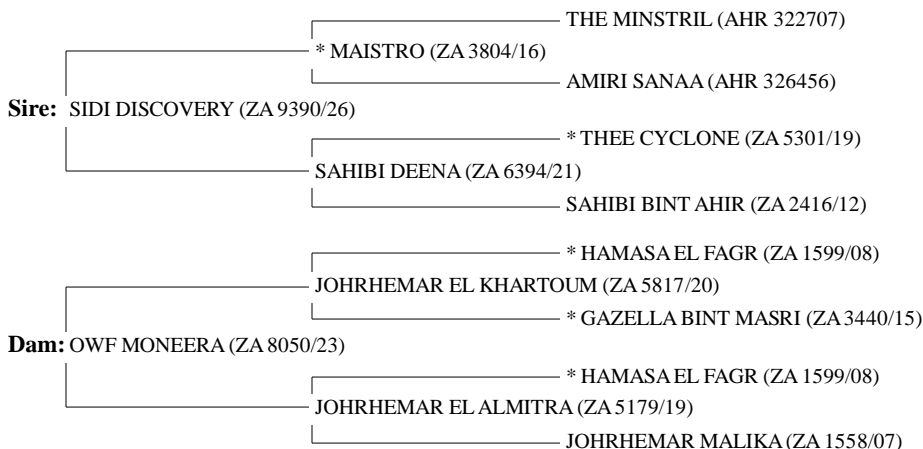 THE MINSTRIL (AHR 322707)
* MAISTRO (ZA 3804/16)
AMIRI SANAA (AHR 326456)
Sire: SIDI DISCOVERY (ZA 9390/26)
* THEE CYCLONE (ZA 5301/19)
SAHIBI DEENA (ZA 6394/21)
SAHIBI BINT AHIR (ZA 2416/12)
* HAMASA EL FAGR (ZA 1599/08)
JOHRHEMAR EL KHARTOUM (ZA 5817/20)
* GAZELLA BINT MASRI (ZA 3440/15)
Dam: OWF MONEERA (ZA 8050/23)
* HAMASA EL FAGR (ZA 1599/08)
JOHRHEMAR EL ALMITRA (ZA 5179/19)
JOHRHEMAR MALIKA (ZA 1558/07)